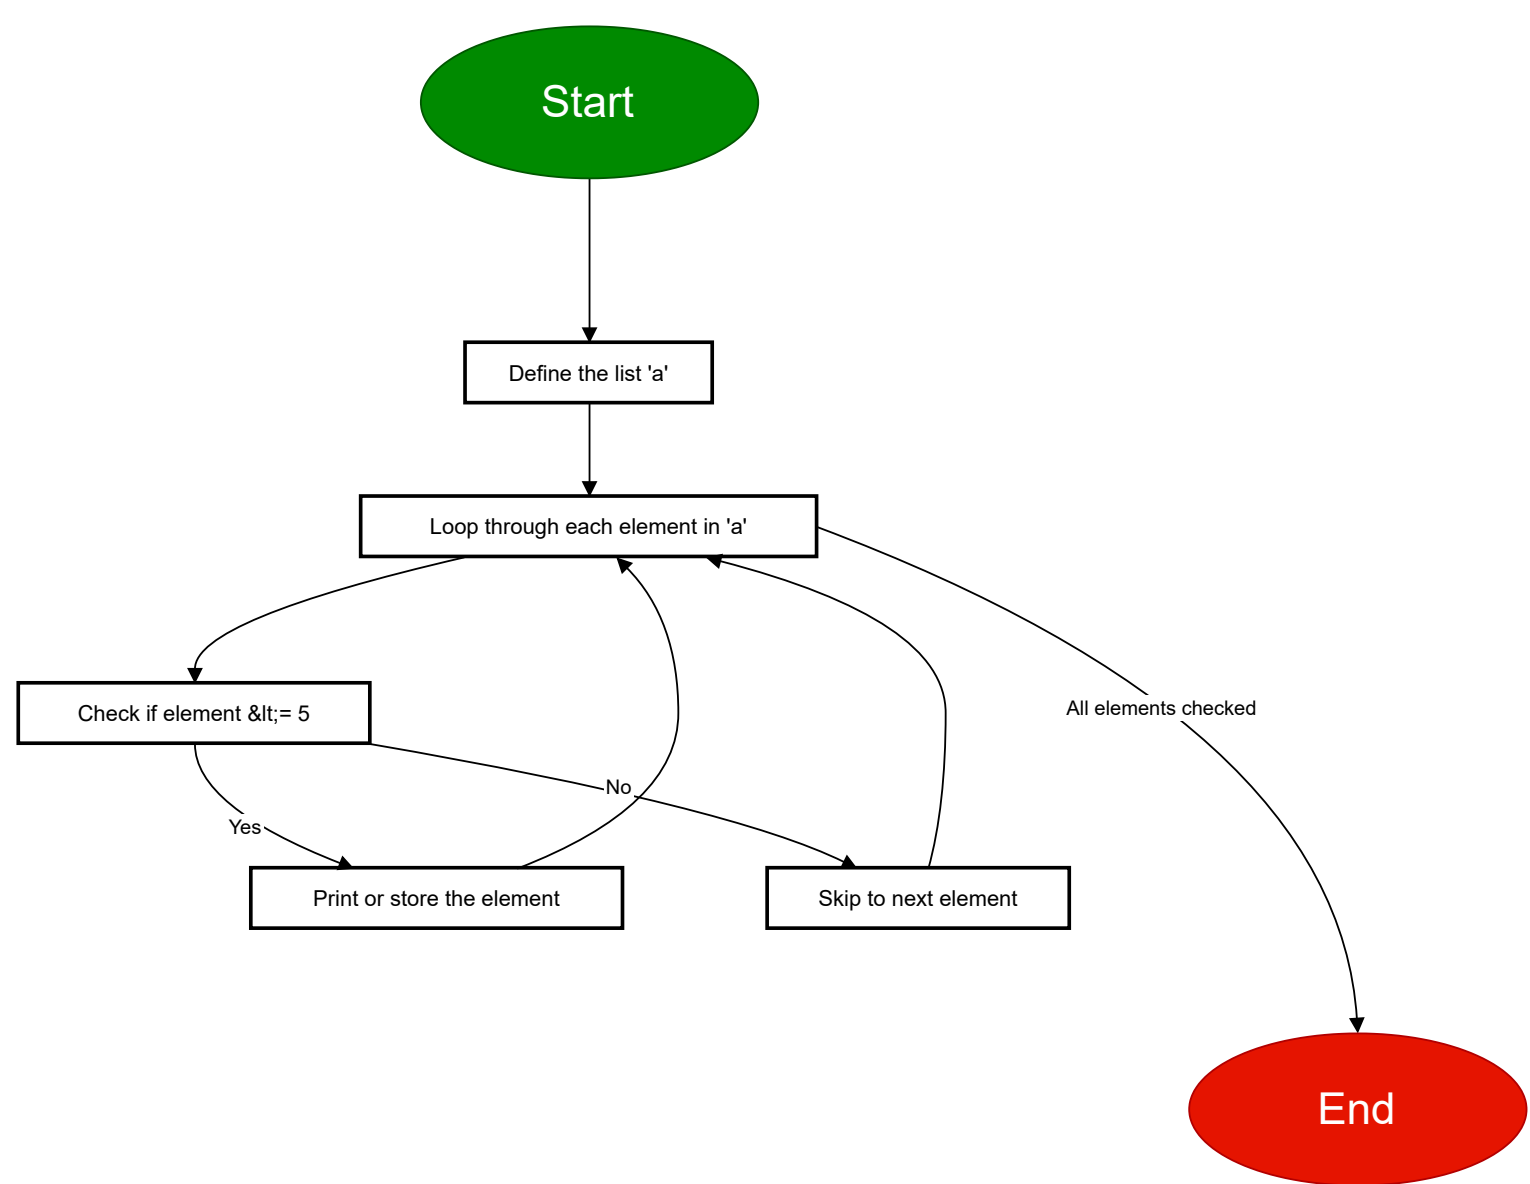 Start
Define the list 'a'
Loop through each element in 'a'
All elements checked
Check if element &lt;= 5
No
Yes
Print or store the element
Skip to next element
End